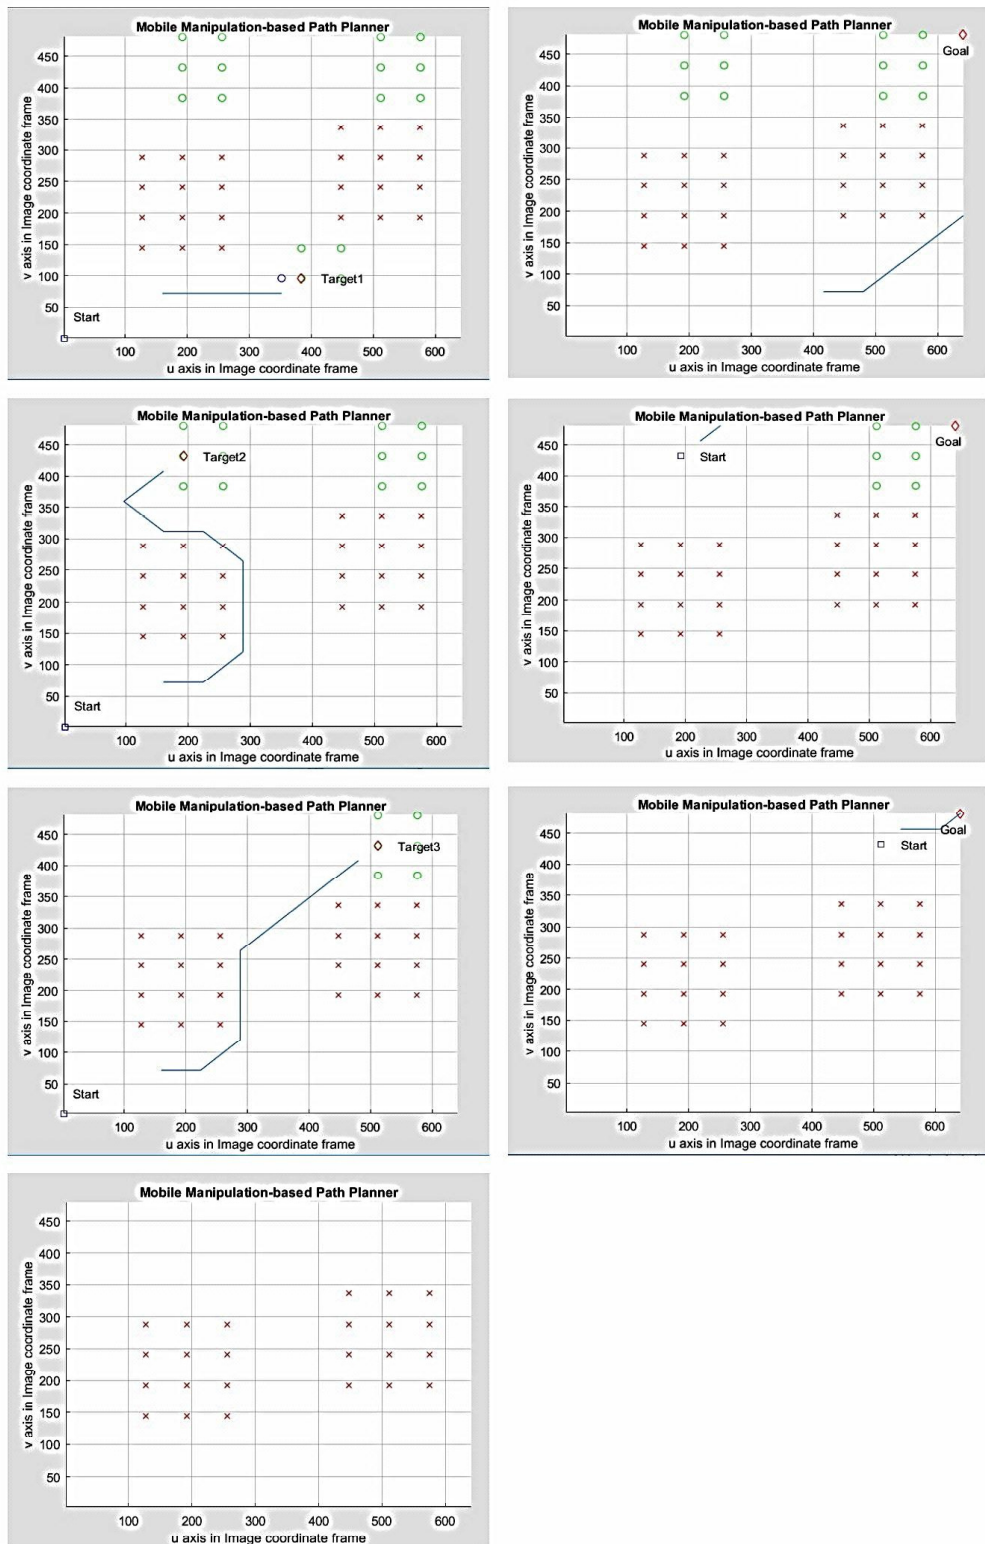 Mobile Manipulation-based Path Planner
450
400
350
300
250
200
150
100
50
v axis in Image coordinate frame
Target1
Start
100 200 300 400 500 600
u axis in Image coordinate frame
Mobile Manipulation-based Path Planner
Goal
450
400
350
300
250
200
150
100
50
v axis in Image coordinate frame
100 200 300 400 500 600
u axis in Image coordinate frame
Mobile Manipulation-based Path Planner
450
400
350
300
250
200
150
100
50
v axis in Image coordinate frame
Target2
Start
100 200 300 400 500 600
u axis in Image coordinate frame
Mobile Manipulation-based Path Planner
Goal
450
400
350
300
250
200
150
100
50
v axis in Image coordinate frame
Start
100 200 300 400 500 600
u axis in Image coordinate frame
Mobile Manipulation-based Path Planner
450
400
350
300
250
200
150
100
50
v axis in Image coordinate frame
Target3
Start
100 200 300 400 500 600
u axis in Image coordinate frame
Mobile Manipulation-based Path Planner
Goal
450
400
350
300
250
200
150
100
50
v axis in Image coordinate frame
Start
100 200 300 400 500 600
u axis in Image coordinate frame
Mobile Manipulation-based Path Planner
450
400
350
300
250
200
150
100
50
v axis in Image coordinate frame
100 200 300 400 500 600
u axis in Image coordinate frame